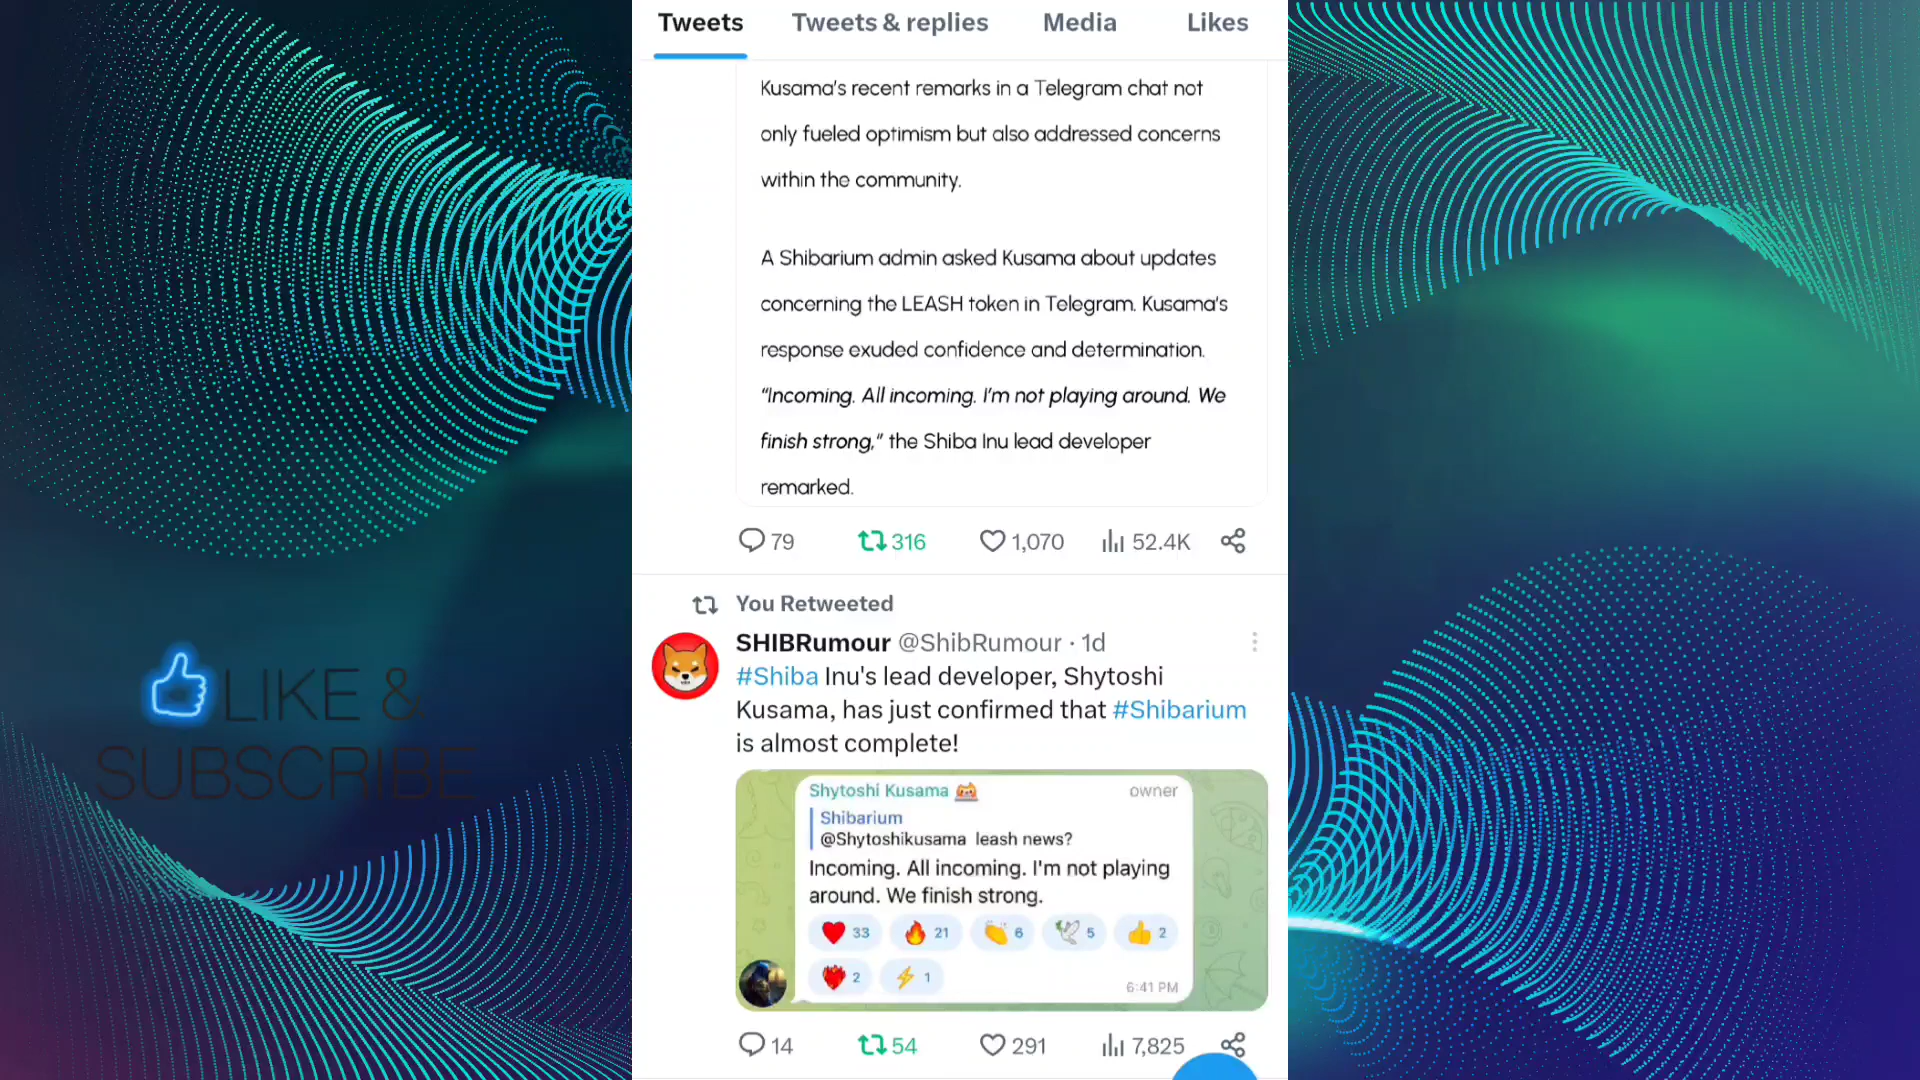 Tweets Tweets & replies Media Likes
Kusama's recent remarks in a Telegram chat not
only fueled optimism but also addressed concerns
within the community.
A Shibarium admin asked Kusama about updates
concerning the LEASH token in Telegram. Kusama's
response exuded confidence and determination.
“Incoming. All incoming. I'm not playing around. We
finish strong,” the Shiba Inu lead developer
remarked.
79 316 1,070 52.4K
You Retweeted
SHIBRumour @ShibRumour · 1d
#Shiba Inu's lead developer, Shytoshi
Kusama, has just confirmed that #Shibarium
is almost complete!
Shytoshi Kusama owner
Shibarium
@Shytoshikusama leash news?
Incoming. All incoming. I'm not playing
around. We finish strong.
33 21 6 5 2
2 1
6:41 PM
14 54 291 7,825
LIKE &
SUBSCRIBE